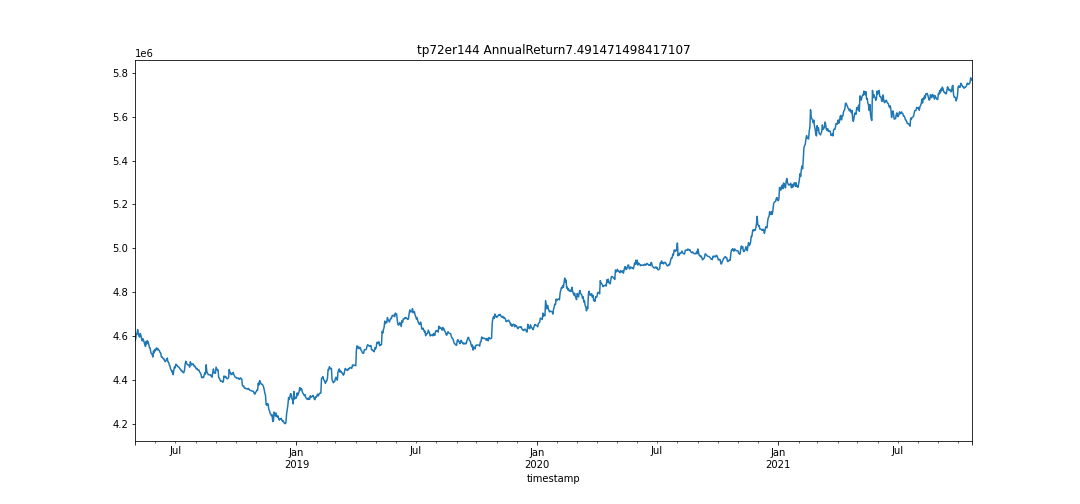 tp72er144 AnnualReturn7.491471498417107
1e6
5.8
5.6
5.4
5.2
5.0
4.8
4.6
4.4
4.2
Jul Jan Jul Jan Jul Jan Jul
2019 2020 2021
timestamp